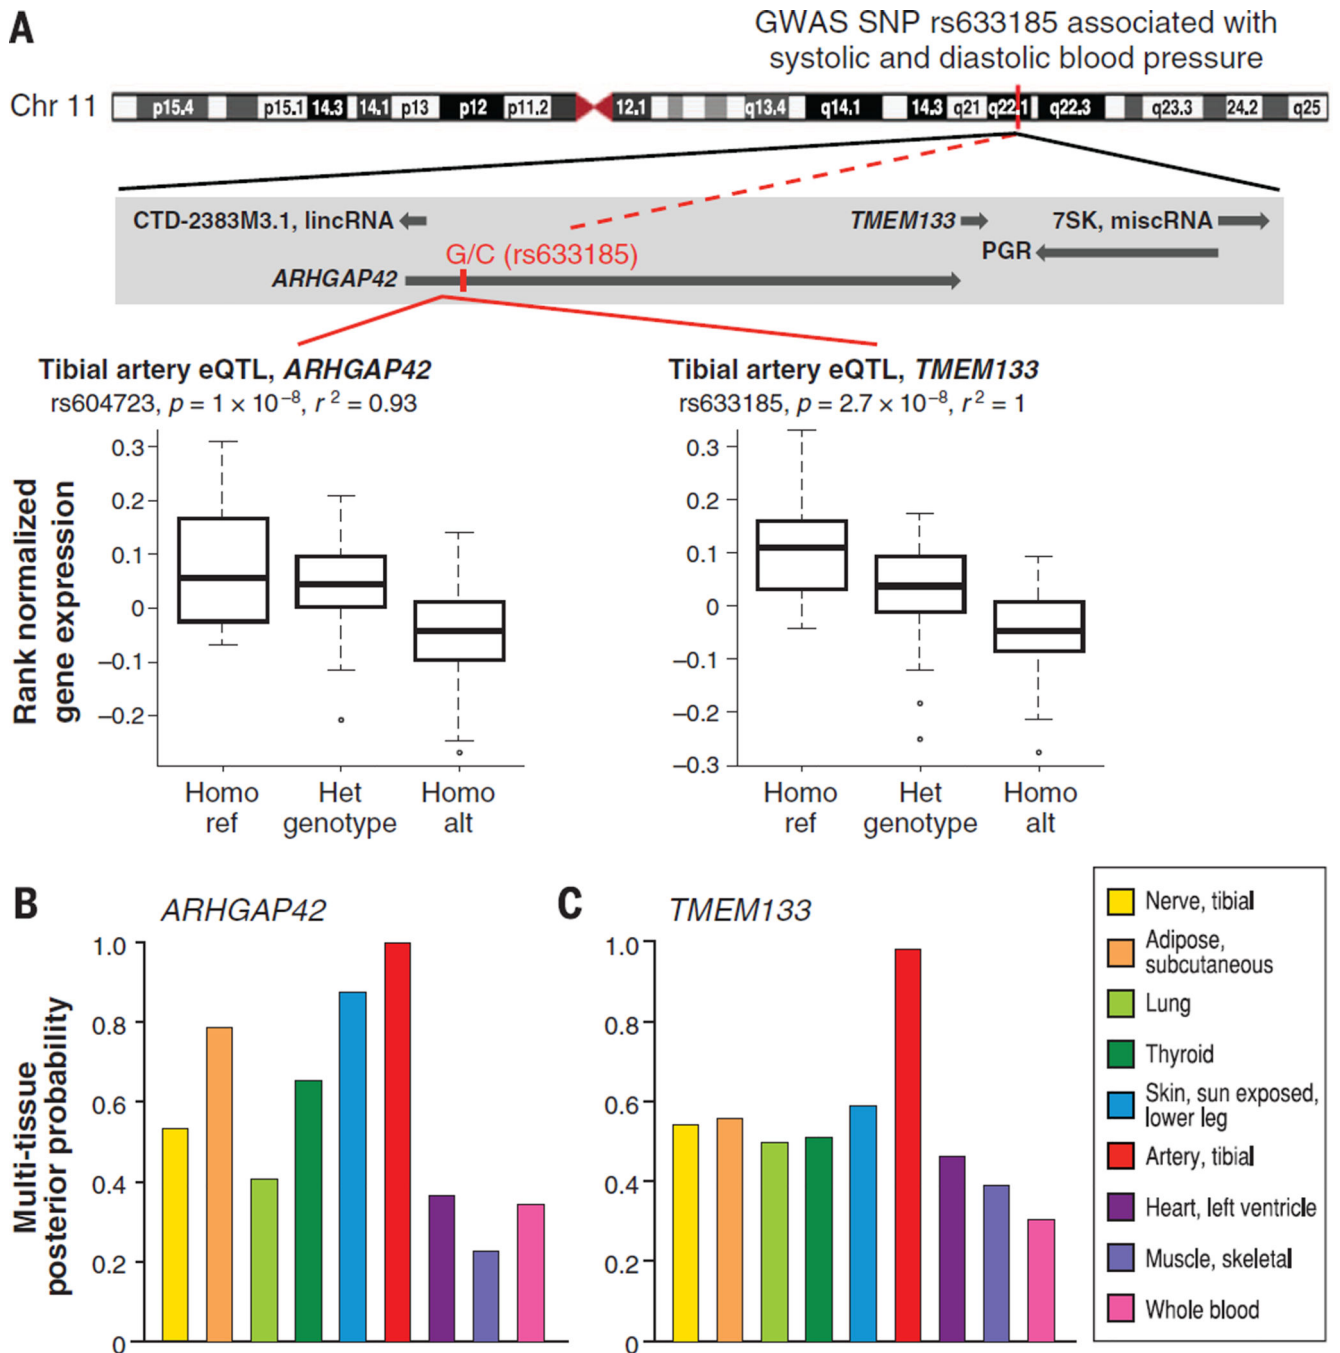 A
GWAS SNP rs633185 associated with
systolic and diastolic blood pressure
Chr 11
p15.4 p15.1 14.3 14.1 p13 p12 p11.2 12.1 q13.4 q14.1 14.3 q21 q22.1 q22.3 q23.3 24.2 q25
CTD-2383M3.1, lincRNA TMEM133 7SK, miscRNA
G/C (rs633185) PGR
ARHGAP42
Tibial artery eQTL, ARHGAP42
rs604723, p = 1 × 10⁻⁸, r² = 0.93
Rank normalized
gene expression
0.3
0.2
0.1
0
−0.1
−0.2
Homo
ref
Het
genotype
Homo
alt
Tibial artery eQTL, TMEM133
rs633185, p = 2.7 × 10⁻⁸, r² = 1
0.3
0.2
0.1
0
−0.1
−0.2
−0.3
Homo
ref
Het
genotype
Homo
alt
B
ARHGAP42
Multi-tissue
posterior probability
1.0
0.8
0.6
0.4
0.2
0
C
TMEM133
1.0
0.8
0.6
0.4
0.2
0
Nerve, tibial
Adipose,
subcutaneous
Lung
Thyroid
Skin, sun exposed,
lower leg
Artery, tibial
Heart, left ventricle
Muscle, skeletal
Whole blood